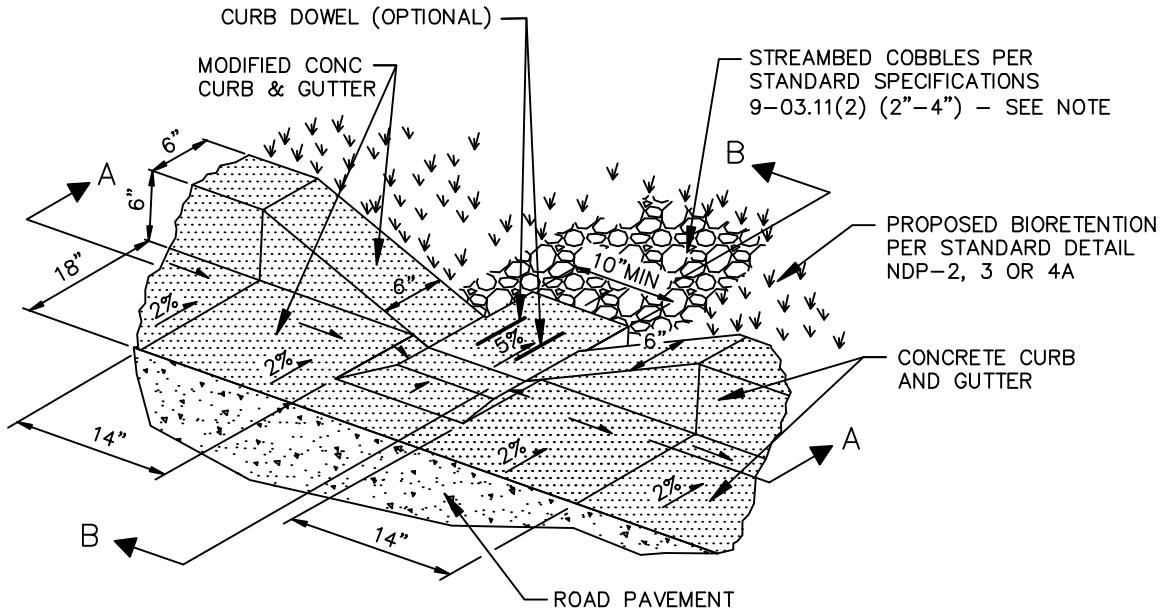 CURB DOWEL (OPTIONAL)
MODIFIED CONC
CURB & GUTTER
STREAMBED COBBLES PER
STANDARD SPECIFICATIONS
9-03.11(2) (2"-4") - SEE NOTE
6"
A
6"
B
18"
10"MIN
PROPOSED BIORETENTION
PER STANDARD DETAIL
NDP-2, 3 OR 4A
6"
2%
5%
6"
2%
CONCRETE CURB
AND GUTTER
14"
2%
A
2%
B
14"
ROAD PAVEMENT